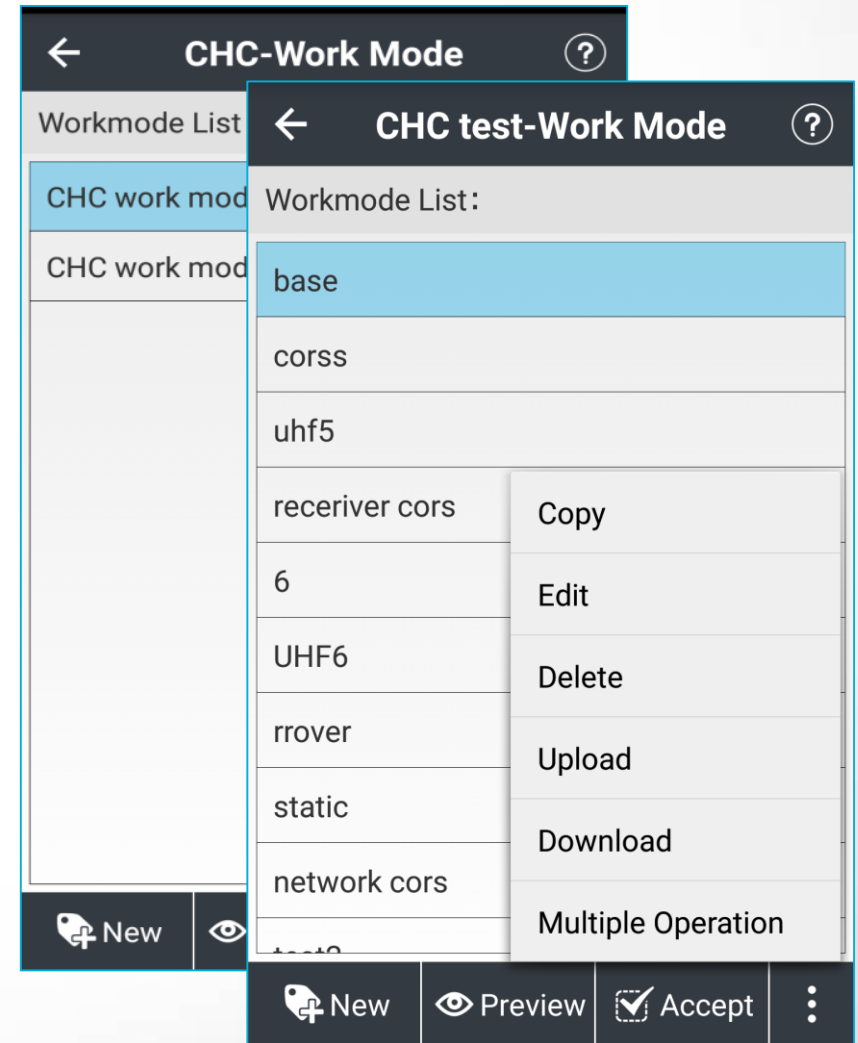 CHC-Work Mode
?
Workmode List
CHC work mod
CHC work mod
New
CHC test-Work Mode
?
Workmode List:
base
corss
uhf5
receriver cors
6
UHF6
rrover
static
network cors
Copy
Edit
Delete
Upload
Download
Multiple Operation
New
Preview
Accept